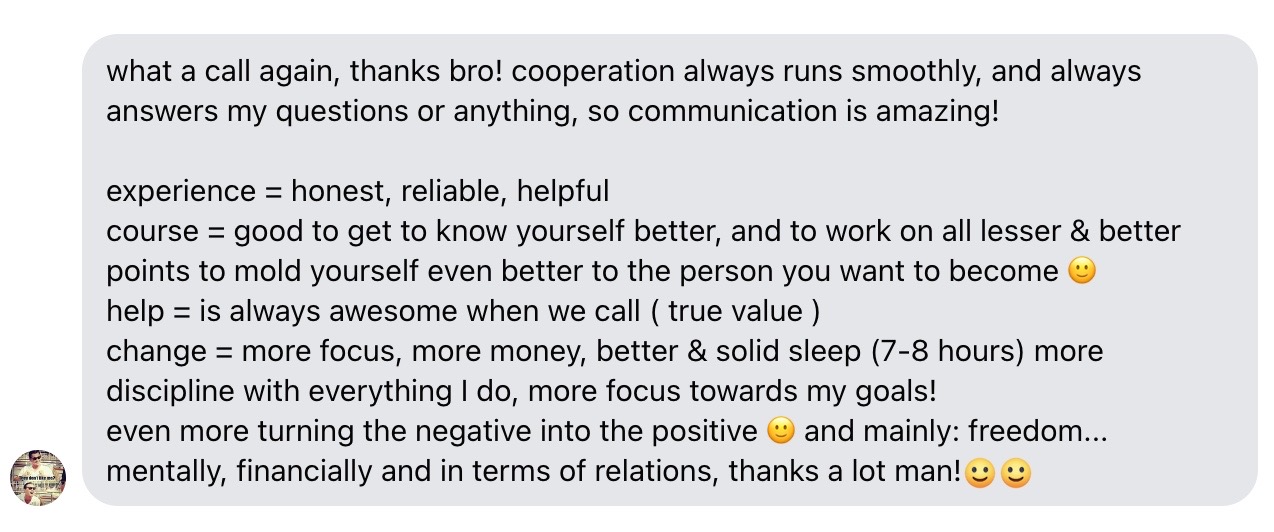 what a call again, thanks bro! cooperation always runs smoothly, and always
answers my questions or anything, so communication is amazing!
experience = honest, reliable, helpful
course = good to get to know yourself better, and to work on all lesser & better
points to mold yourself even better to the person you want to become 🙂
help = is always awesome when we call ( true value )
change = more focus, more money, better & solid sleep (7-8 hours) more
discipline with everything I do, more focus towards my goals!
even more turning the negative into the positive 🙂 and mainly: freedom...
mentally, financially and in terms of relations, thanks a lot man!🙂🙂